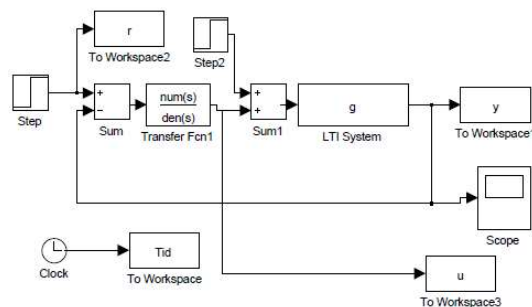 r
To Workspace2
Step2
Step
+
−
Sum
num(s)
den(s)
Transfer Fcn1
+
+
Sum1
g
LTI System
y
To Workspace1
Scope
Clock
Tid
To Workspace
u
To Workspace3